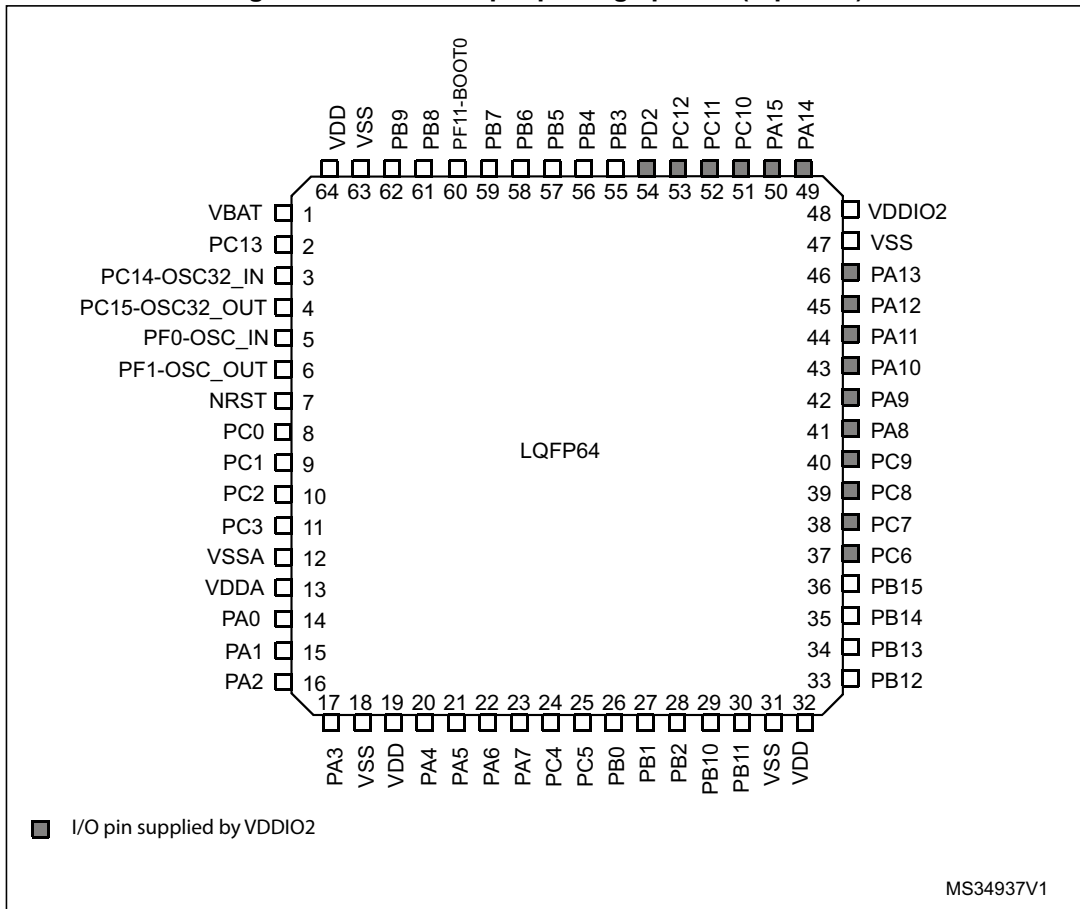 VDD
VSS
PB9
PB8
PF11-BOOT0
PB7
PB6
PB5
PB4
PB3
PD2
PC12
PC11
PC10
PA15
PA14
64 63 62 61 60 59 58 57 56 55 54 53 52 51 50 49
VBAT 1
PC13 2
PC14-OSC32_IN 3
PC15-OSC32_OUT 4
PF0-OSC_IN 5
PF1-OSC_OUT 6
NRST 7
PC0 8
PC1 9
PC2 10
PC3 11
VSSA 12
VDDA 13
PA0 14
PA1 15
PA2 16
LQFP64
48 VDDIO2
47 VSS
46 PA13
45 PA12
44 PA11
43 PA10
42 PA9
41 PA8
40 PC9
39 PC8
38 PC7
37 PC6
36 PB15
35 PB14
34 PB13
33 PB12
17 18 19 20 21 22 23 24 25 26 27 28 29 30 31 32
PA3
VSS
VDD
PA4
PA5
PA6
PA7
PC4
PC5
PB0
PB1
PB2
PB10
PB11
VSS
VDD
I/O pin supplied by VDDIO2
MS34937V1